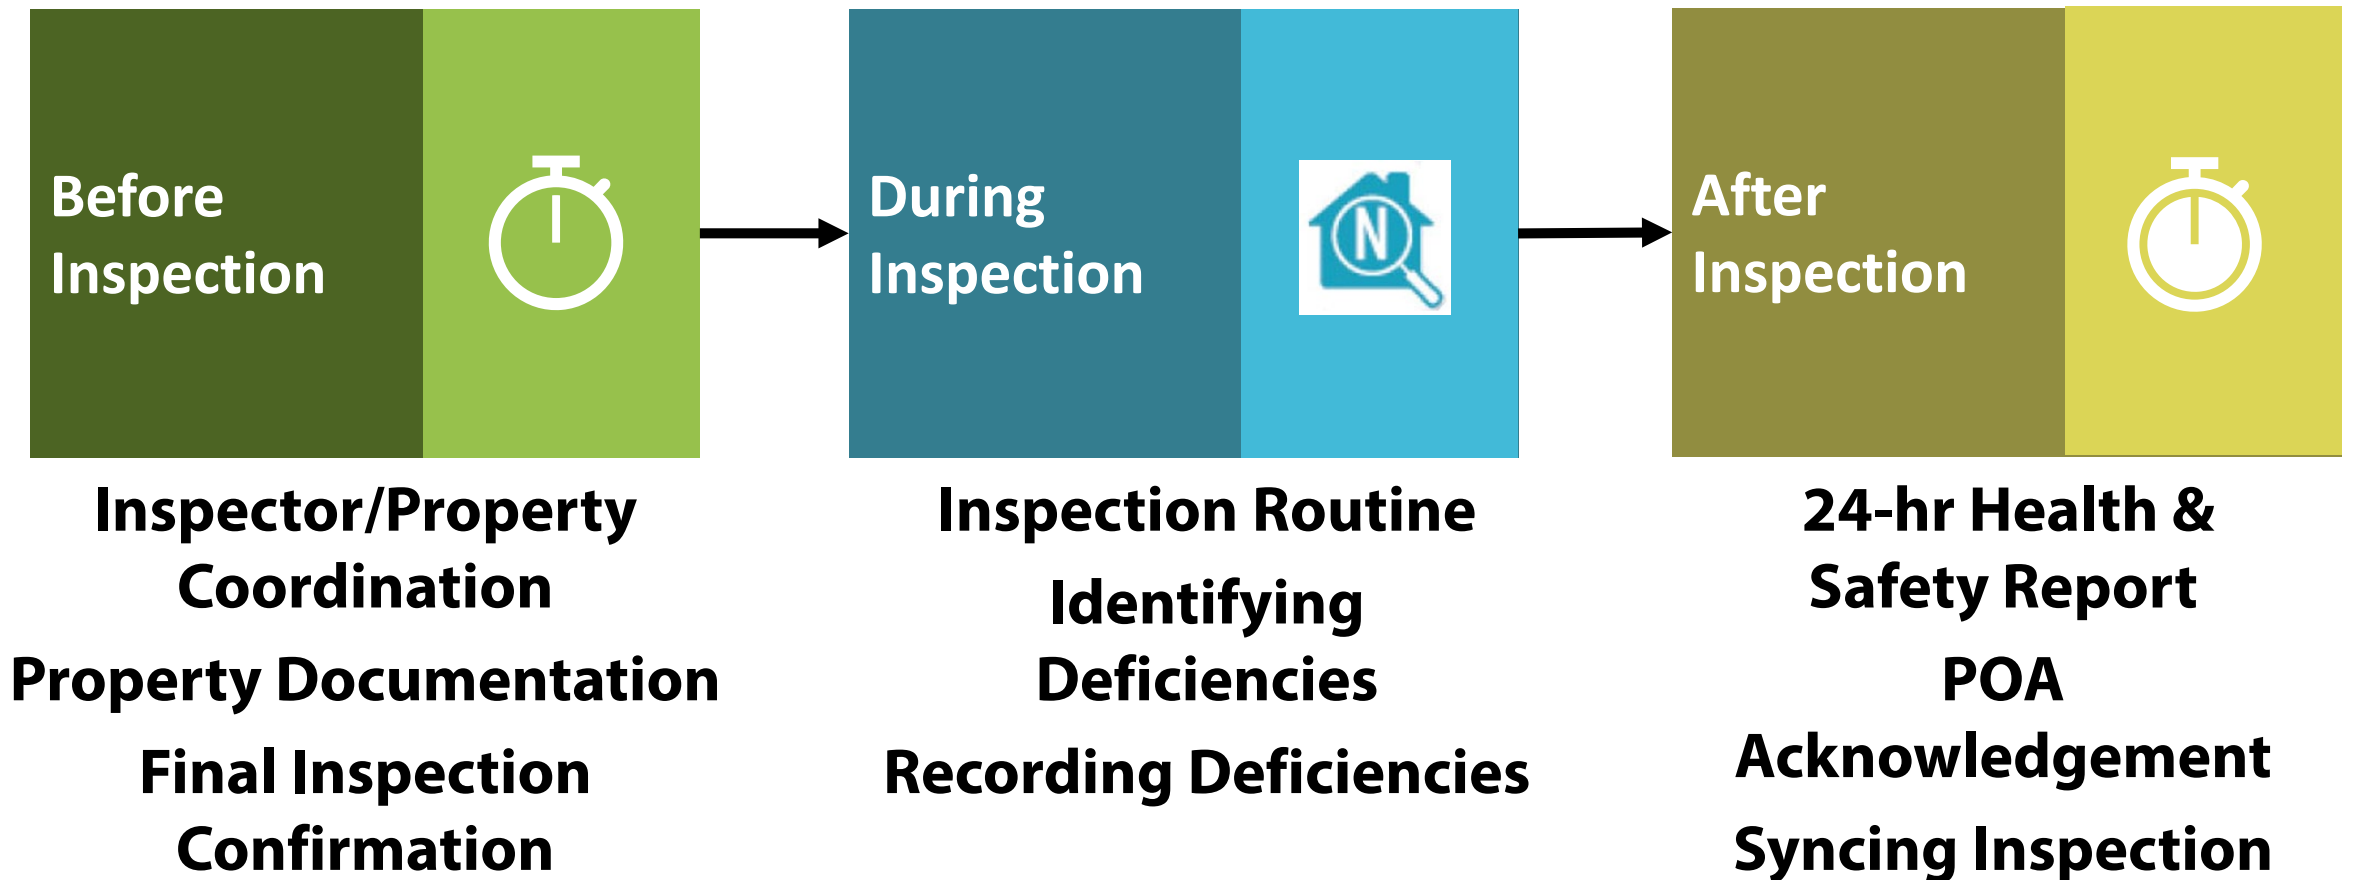 Before
Inspection
During
Inspection
N
After
Inspection
Inspector/Property
Coordination
Property Documentation
Final Inspection
Confirmation
Inspection Routine
Identifying
Deficiencies
Recording Deficiencies
24-hr Health &
Safety Report
POA
Acknowledgement
Syncing Inspection